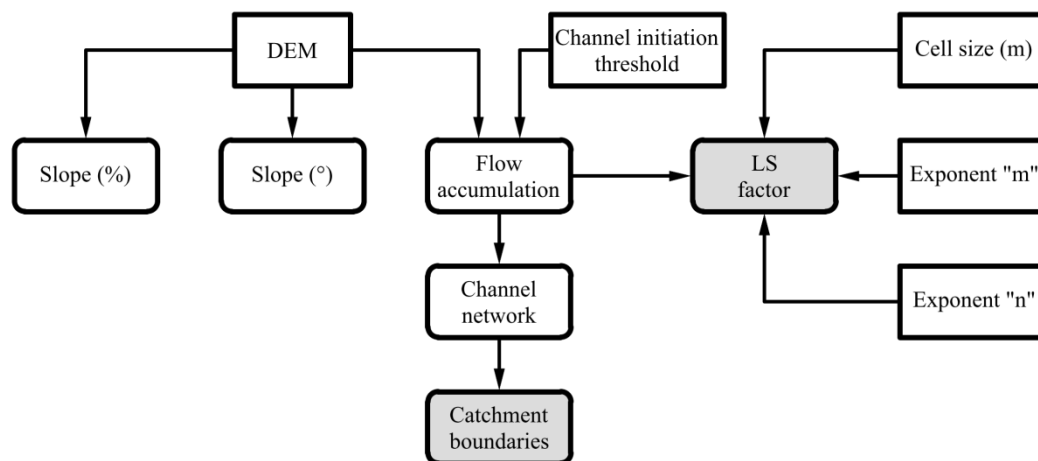 DEM
Channel initiation
threshold
Cell size (m)
Slope (%)
Slope (°)
Flow
accumulation
LS
factor
Exponent "m"
Channel
network
Exponent "n"
Catchment
boundaries